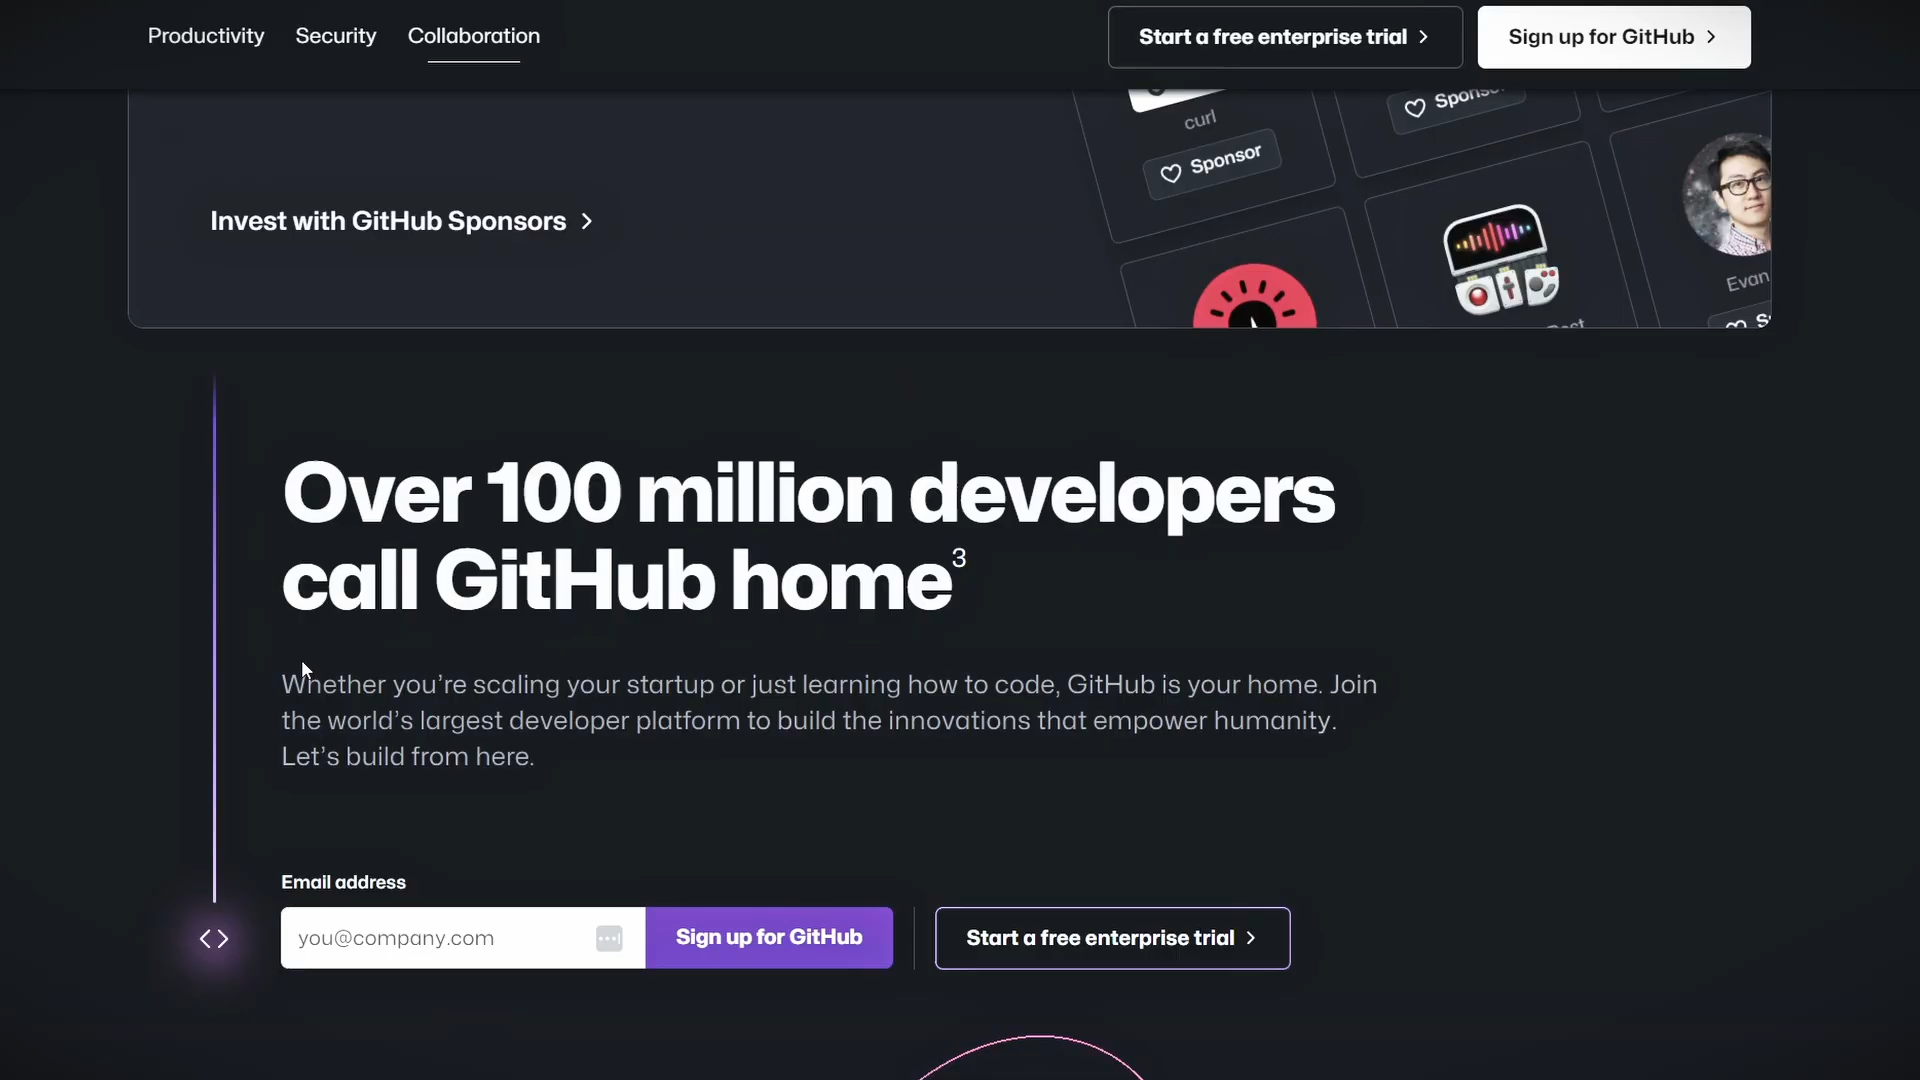 Productivity Security Collaboration
Start a free enterprise trial
Sign up for GitHub
curl
Sponsor
Invest with GitHub Sponsors
Evan
Over 100 million developers
call GitHub home3
Whether you’re scaling your startup or just learning how to code, GitHub is your home. Join
the world’s largest developer platform to build the innovations that empower humanity.
Let’s build from here.
Email address
you@company.com
Sign up for GitHub
Start a free enterprise trial